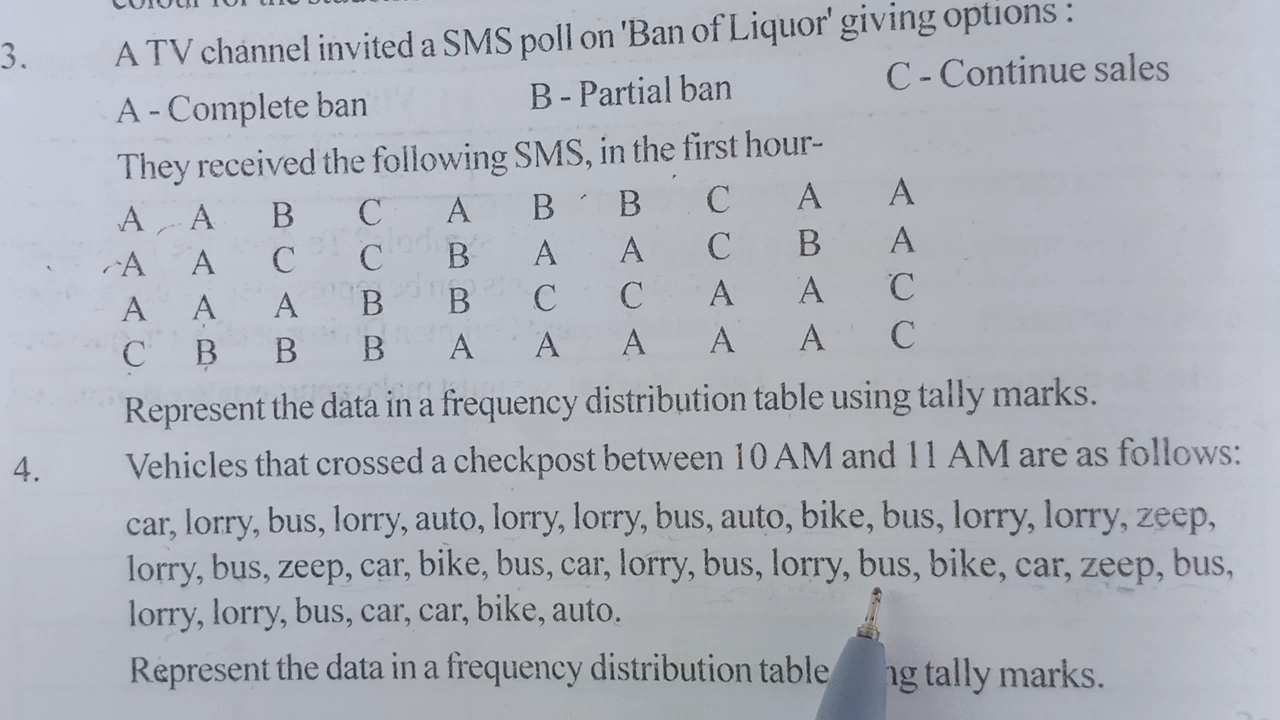 colour for the stude
3. A TV channel invited a SMS poll on 'Ban of Liquor' giving options :
A - Complete ban B - Partial ban C - Continue sales
They received the following SMS, in the first hour-
A A B C A B B C A A
A A C C B A A C B A
A A A B B C C A A C
C B B B A A A A A C
Represent the data in a frequency distribution table using tally marks.
4. Vehicles that crossed a checkpost between 10 AM and 11 AM are as follows:
car, lorry, bus, lorry, auto, lorry, lorry, bus, auto, bike, bus, lorry, lorry, zeep,
lorry, bus, zeep, car, bike, bus, car, lorry, bus, lorry, bus, bike, car, zeep, bus,
lorry, lorry, bus, car, car, bike, auto.
Represent the data in a frequency distribution table ng tally marks.